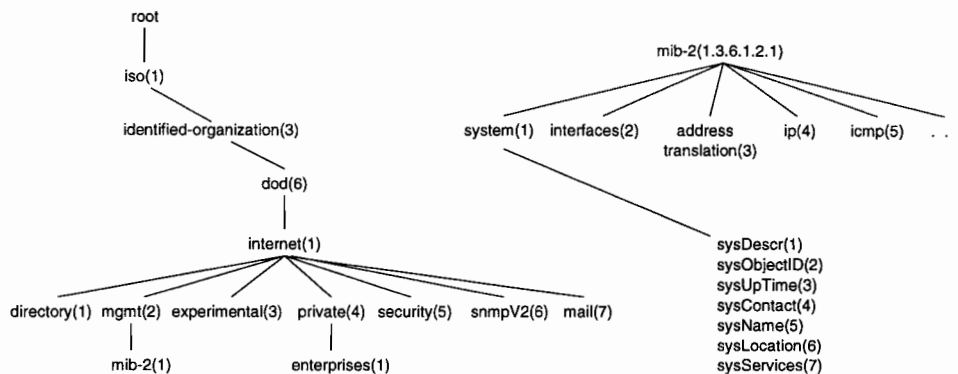 root
iso(1)
identified-organization(3)
dod(6)
internet(1)
directory(1) mgmt(2) experimental(3) private(4) security(5) snmpV2(6) mail(7)
mib-2(1) enterprises(1)
mib-2(1.3.6.1.2.1)
system(1) interfaces(2) address translation(3) ip(4) icmp(5) . .
sysDescr(1)
sysObjectID(2)
sysUpTime(3)
sysContact(4)
sysName(5)
sysLocation(6)
sysServices(7)